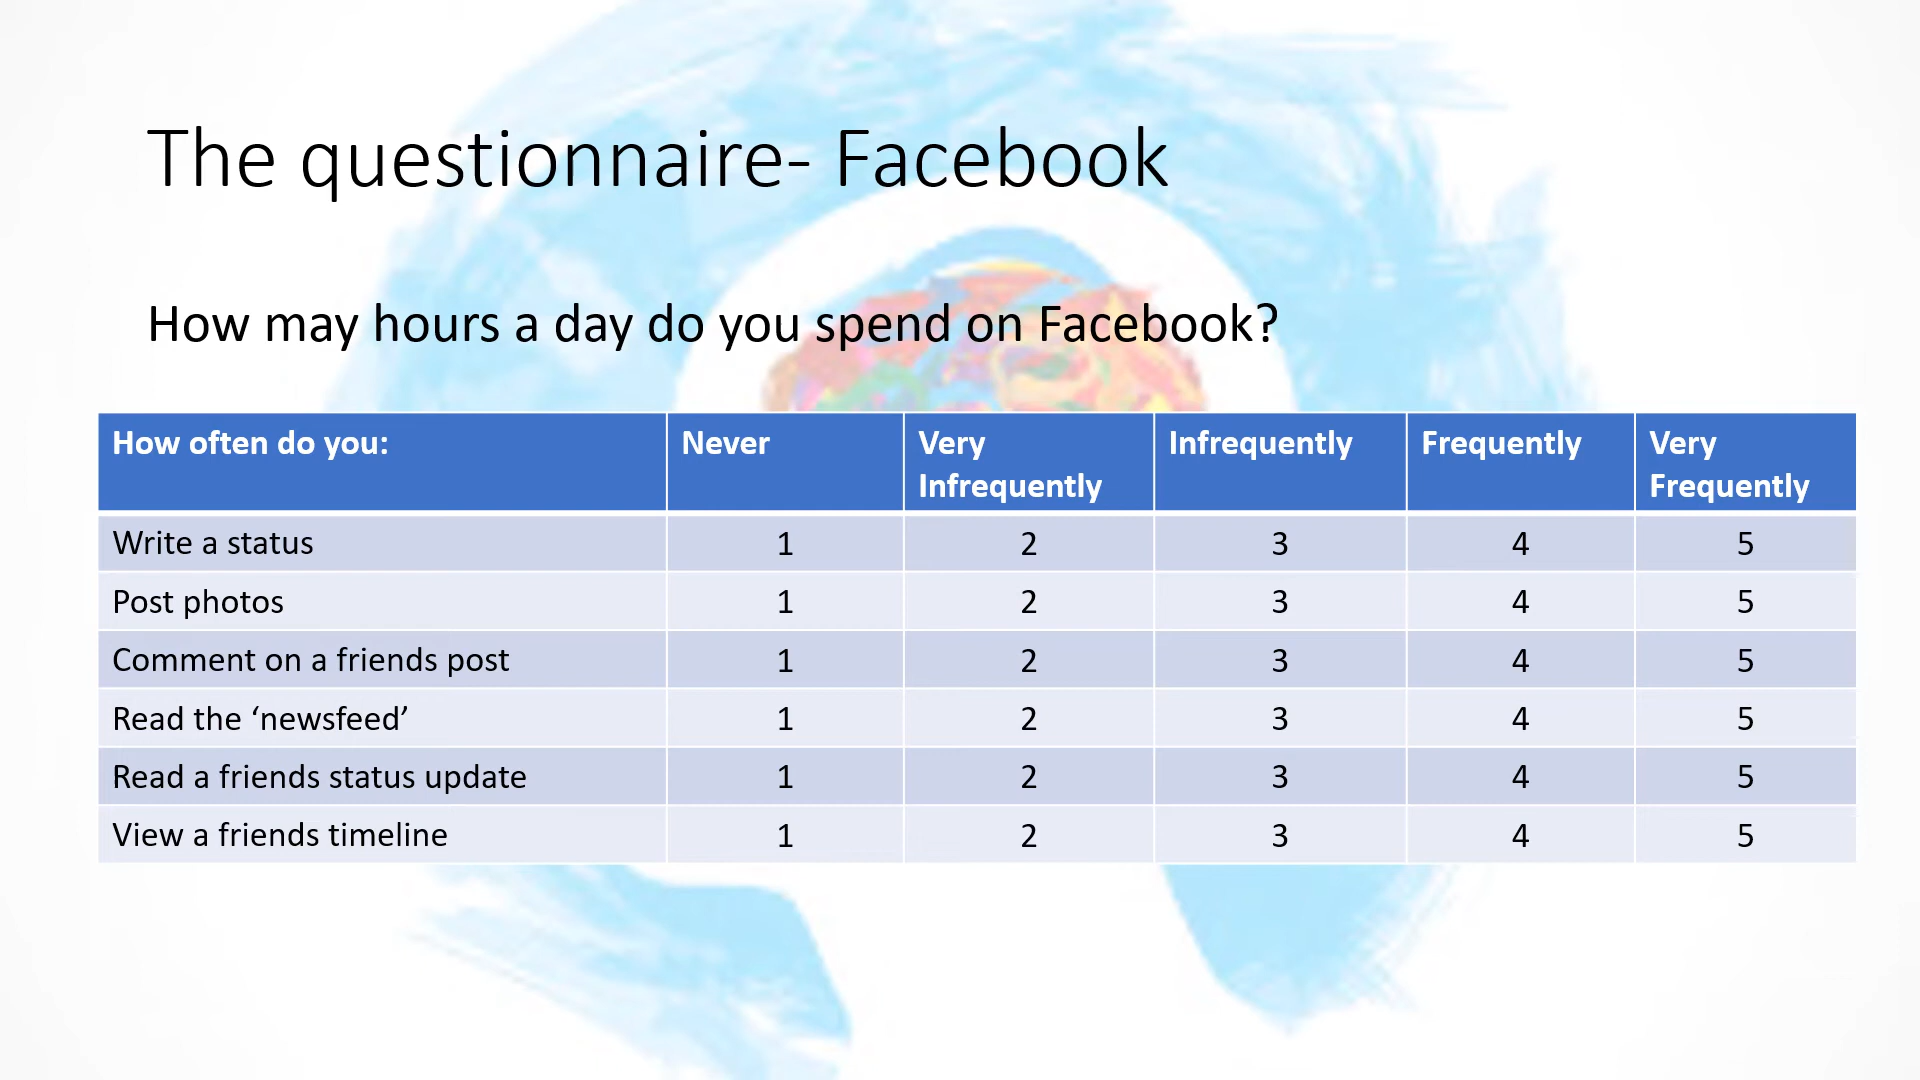 The questionnaire- Facebook
How may hours a day do you spend on Facebook?
How often do you: Never Very Infrequently Infrequently Frequently Very Frequently
Write a status 1 2 3 4 5
Post photos 1 2 3 4 5
Comment on a friends post 1 2 3 4 5
Read the ‘newsfeed’ 1 2 3 4 5
Read a friends status update 1 2 3 4 5
View a friends timeline 1 2 3 4 5